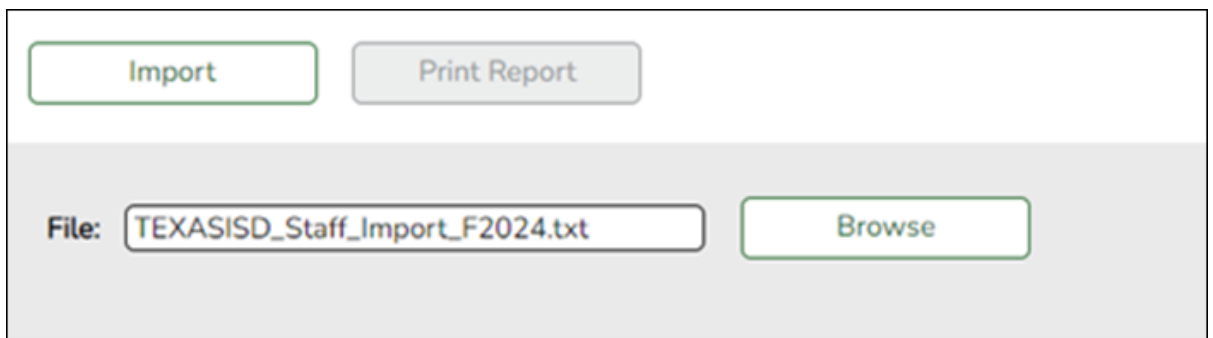 Import Print Report
File: TEXASISD_Staff_Import_F2024.txt Browse